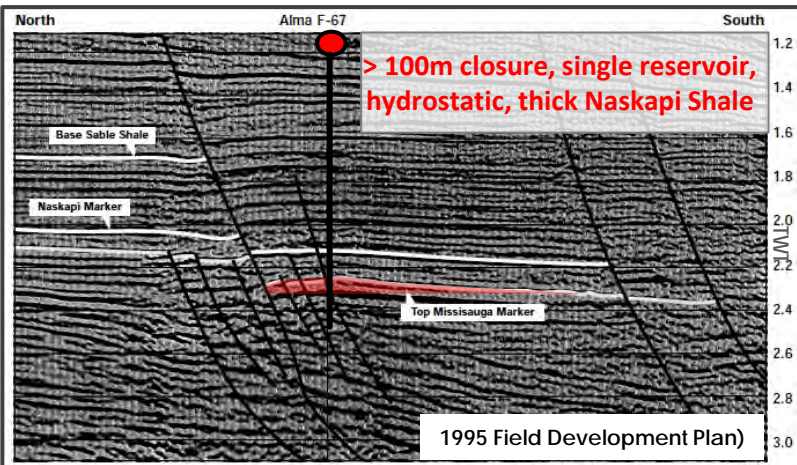 North
Alma F-67
South
> 100m closure, single reservoir,
hydrostatic, thick Naskapi Shale
Base Sable Shale
Naskapi Marker
Top Missisauga Marker
1.2
1.4
1.6
1.8
2.0
TWT
2.2
2.4
2.6
2.8
3.0
1995 Field Development Plan)